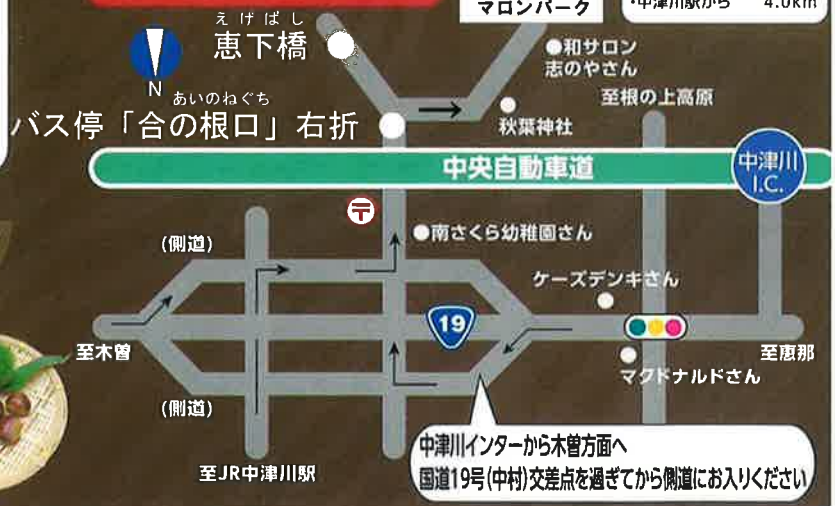 マロンパーク
・中津川駅から 4.0km
えげばし
恵下橋
N
あいのねぐち
バス停「合の根口」右折
和サロン
志のやさん
秋葉神社
至根の上高原
中央自動車道
中津川
I.C.
〒
(側道)
南さくら幼稚園さん
ケーズデンキさん
19
至木曽
至恵那
マクドナルドさん
(側道)
至JR中津川駅
中津川インターから木曽方面へ
国道19号(中村)交差点を過ぎてから側道にお入りください